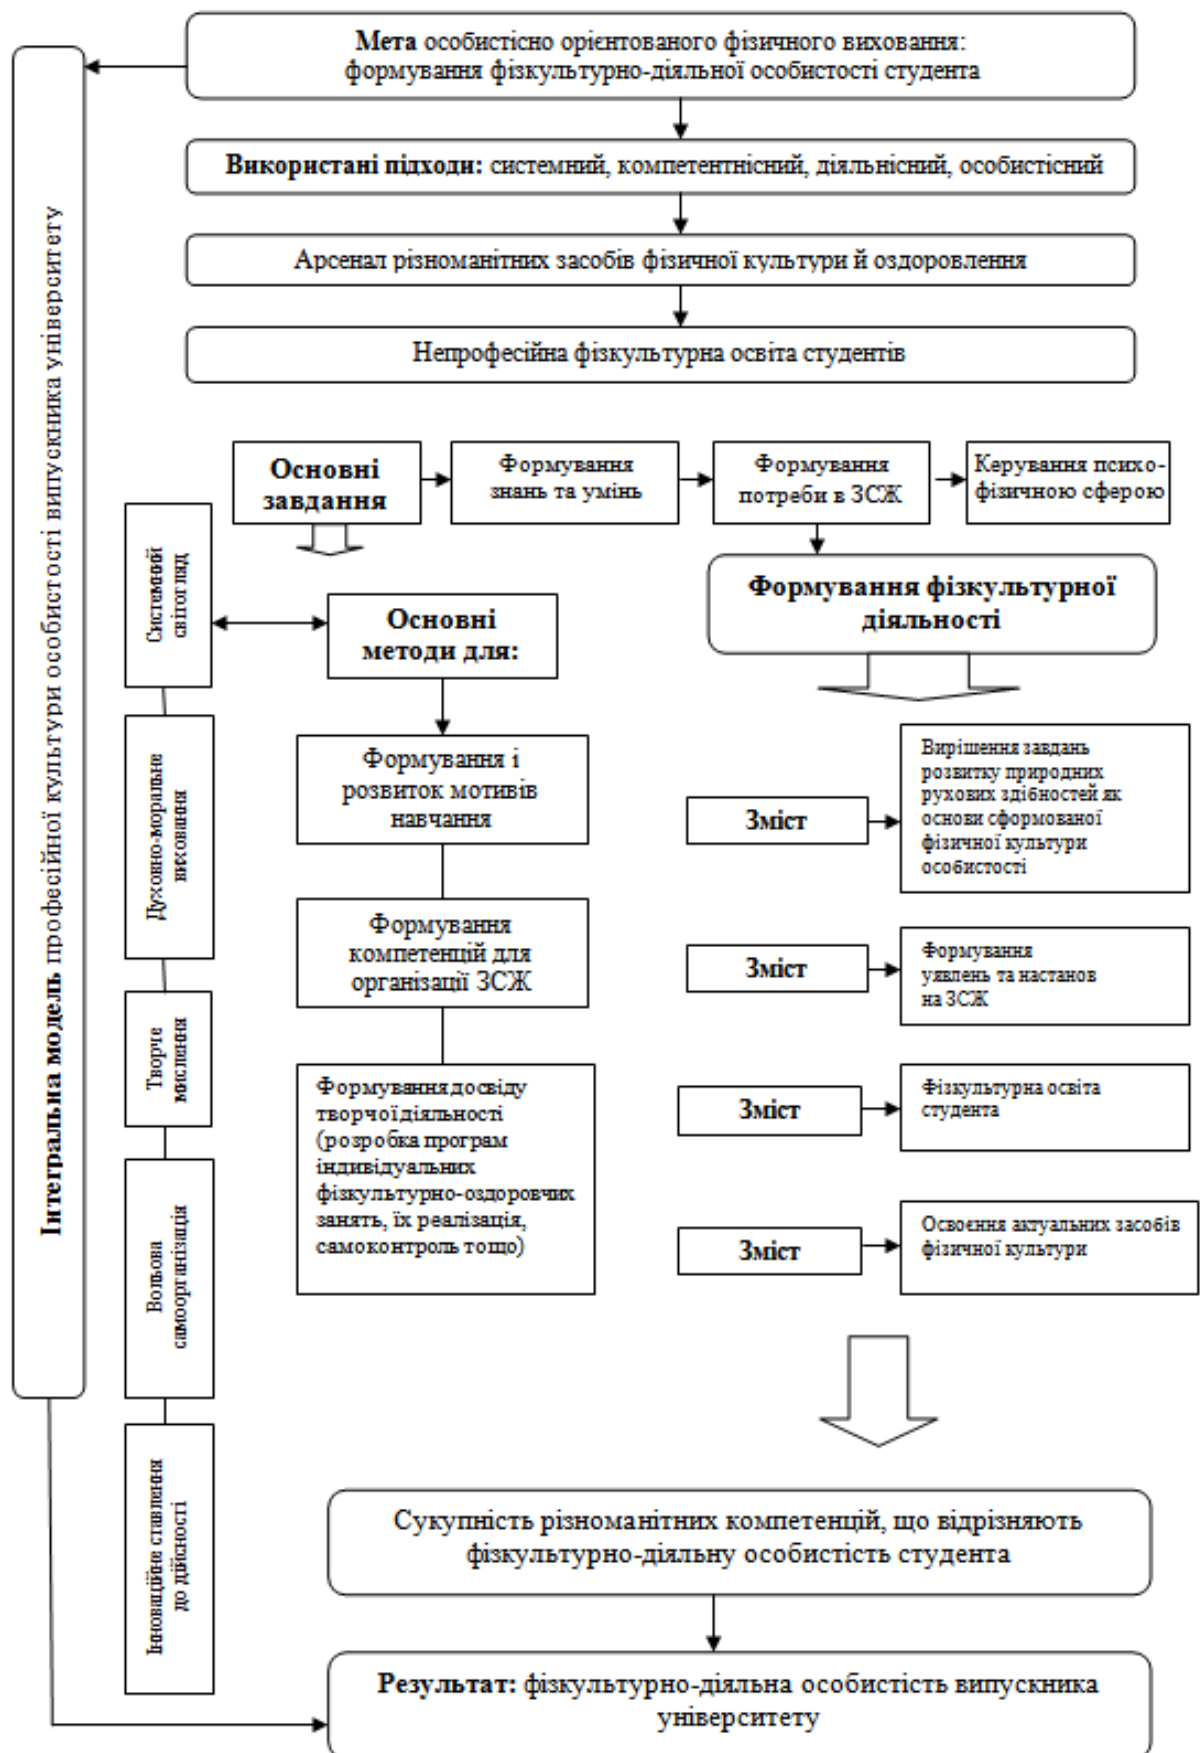 Мета особистісно орієнтованого фізичного виховання:
формування фізкультурно-діяльної особистості студента
Використані підходи: системний, компетентнісний, діяльнісний, особистісний
Арсенал різноманітних засобів фізичної культури й оздоровлення
Непрофесійна фізкультурна освіта студентів
Інтегральна модель професійної культури особистості випускника університету
Основні
завдання
Формування
знань та умінь
Формування
потреби в ЗСЖ
Керування психо-
фізичною сферою
Системний
світогляд
Духовно-моральне
виховання
Творче
мислення
Вольова
самоорганізація
Інноваційне ставлення
до дійсності
Основні
методи для:
Формування і
розвиток мотивів
навчання
Формування
компетенцій для
організації ЗСЖ
Формування досвіду
творчої діяльності
(розробка програм
індивідуальних
фізкультурно-оздоровчих
занять, їх реалізація,
самоконтроль тощо)
Формування фізкультурної
діяльності
Зміст
Вирішення завдань
розвитку природних
рухових здібностей як
основи сформованої
фізичної культури
особистості
Зміст
Формування
уявлень та настанов
на ЗСЖ
Зміст
Фізкультурна освіта
студента
Зміст
Освоєння актуальних засобів
фізичної культури
Сукупність різноманітних компетенцій, що відрізняють
фізкультурно-діяльну особистість студента
Результат: фізкультурно-діяльна особистість випускника
університету